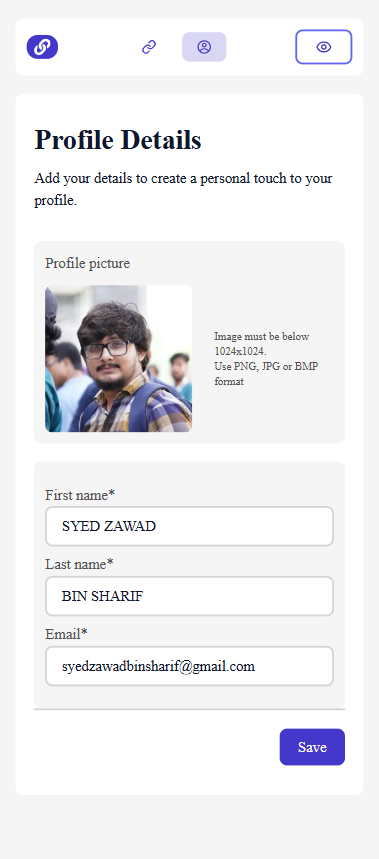 Profile Details
Add your details to create a personal touch to your
profile.
Profile picture
Image must be below
1024x1024.
Use PNG, JPG or BMP
format
First name*
SYED ZAWAD
Last name*
BIN SHARIF
Email*
syedzawadbinsharif@gmail.com
Save